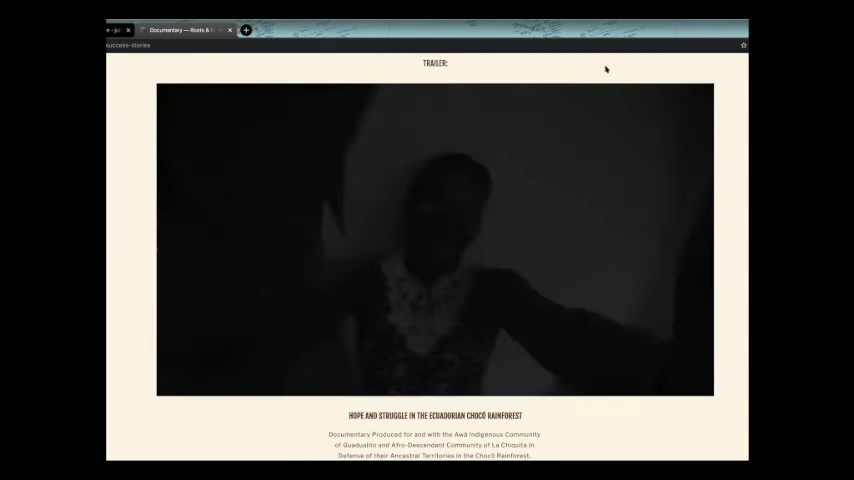 Documentary — Roots & R
success-stories
TRAILER:
HOPE AND STRUGGLE IN THE ECUADORIAN CHOCÓ RAINFOREST
Documentary Produced for and with the Awá Indigenous Community
of Guadualito and Afro-Descendant Community of La Chiquita in
Defense of their Ancestral Territories in the Chocó Rainforest.